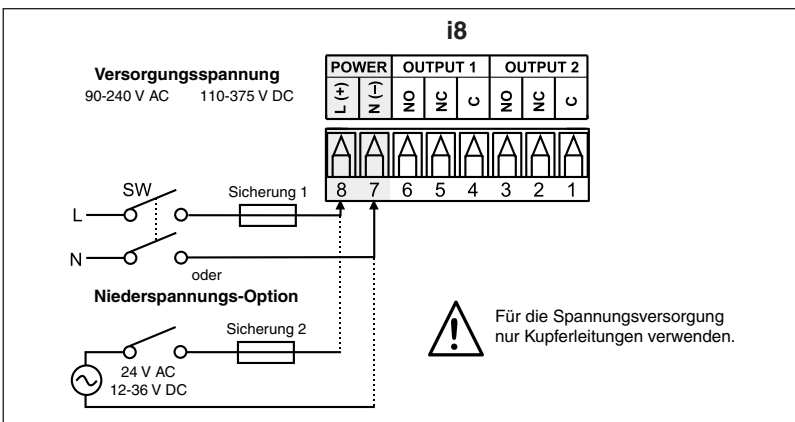 i8
Versorgungsspannung
90-240 V AC 110-375 V DC
POWER OUTPUT 1 OUTPUT 2
L (+) N (−) NO NC C NO NC C
8 7 6 5 4 3 2 1
SW
Sicherung 1
L
N
oder
Niederspannungs-Option
Sicherung 2
24 V AC
12-36 V DC
Für die Spannungsversorgung
nur Kupferleitungen verwenden.